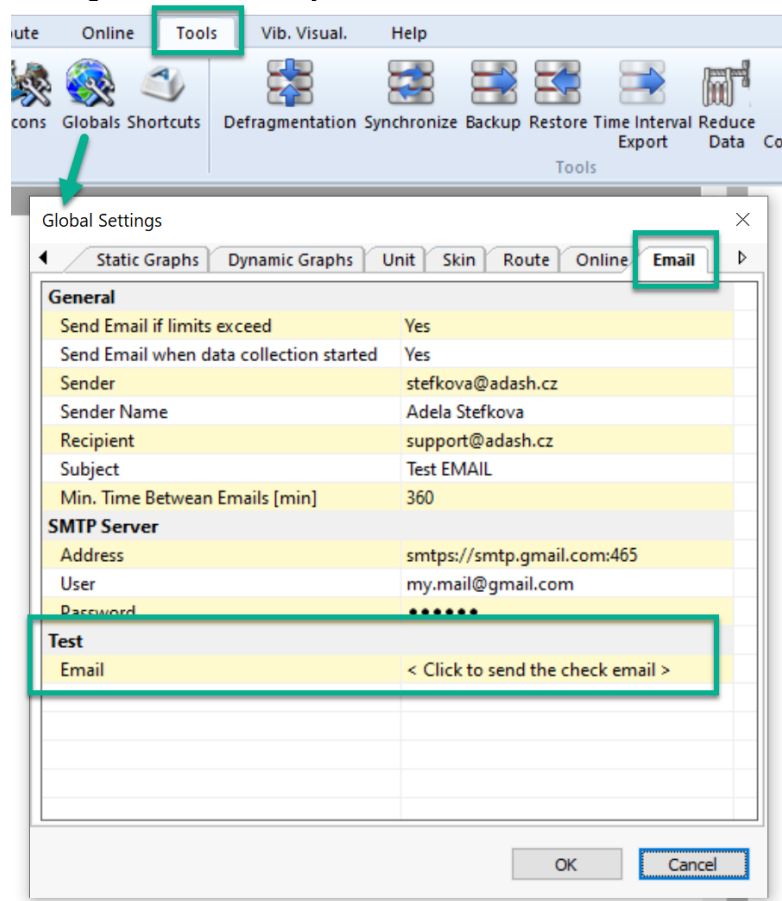 ute Online Tools Vib. Visual. Help
cons Globals Shortcuts Defragmentation Synchronize Backup Restore Time Interval Export Reduce Data Co
Tools
Global Settings
Static Graphs Dynamic Graphs Unit Skin Route Online Email
General
Send Email if limits exceed Yes
Send Email when data collection started Yes
Sender stefkova@adash.cz
Sender Name Adela Stefkova
Recipient support@adash.cz
Subject Test EMAIL
Min. Time Betwean Emails [min] 360
SMTP Server
Address smtps://smtp.gmail.com:465
User my.mail@gmail.com
Password ●●●●●●
Test
Email < Click to send the check email >
OK Cancel